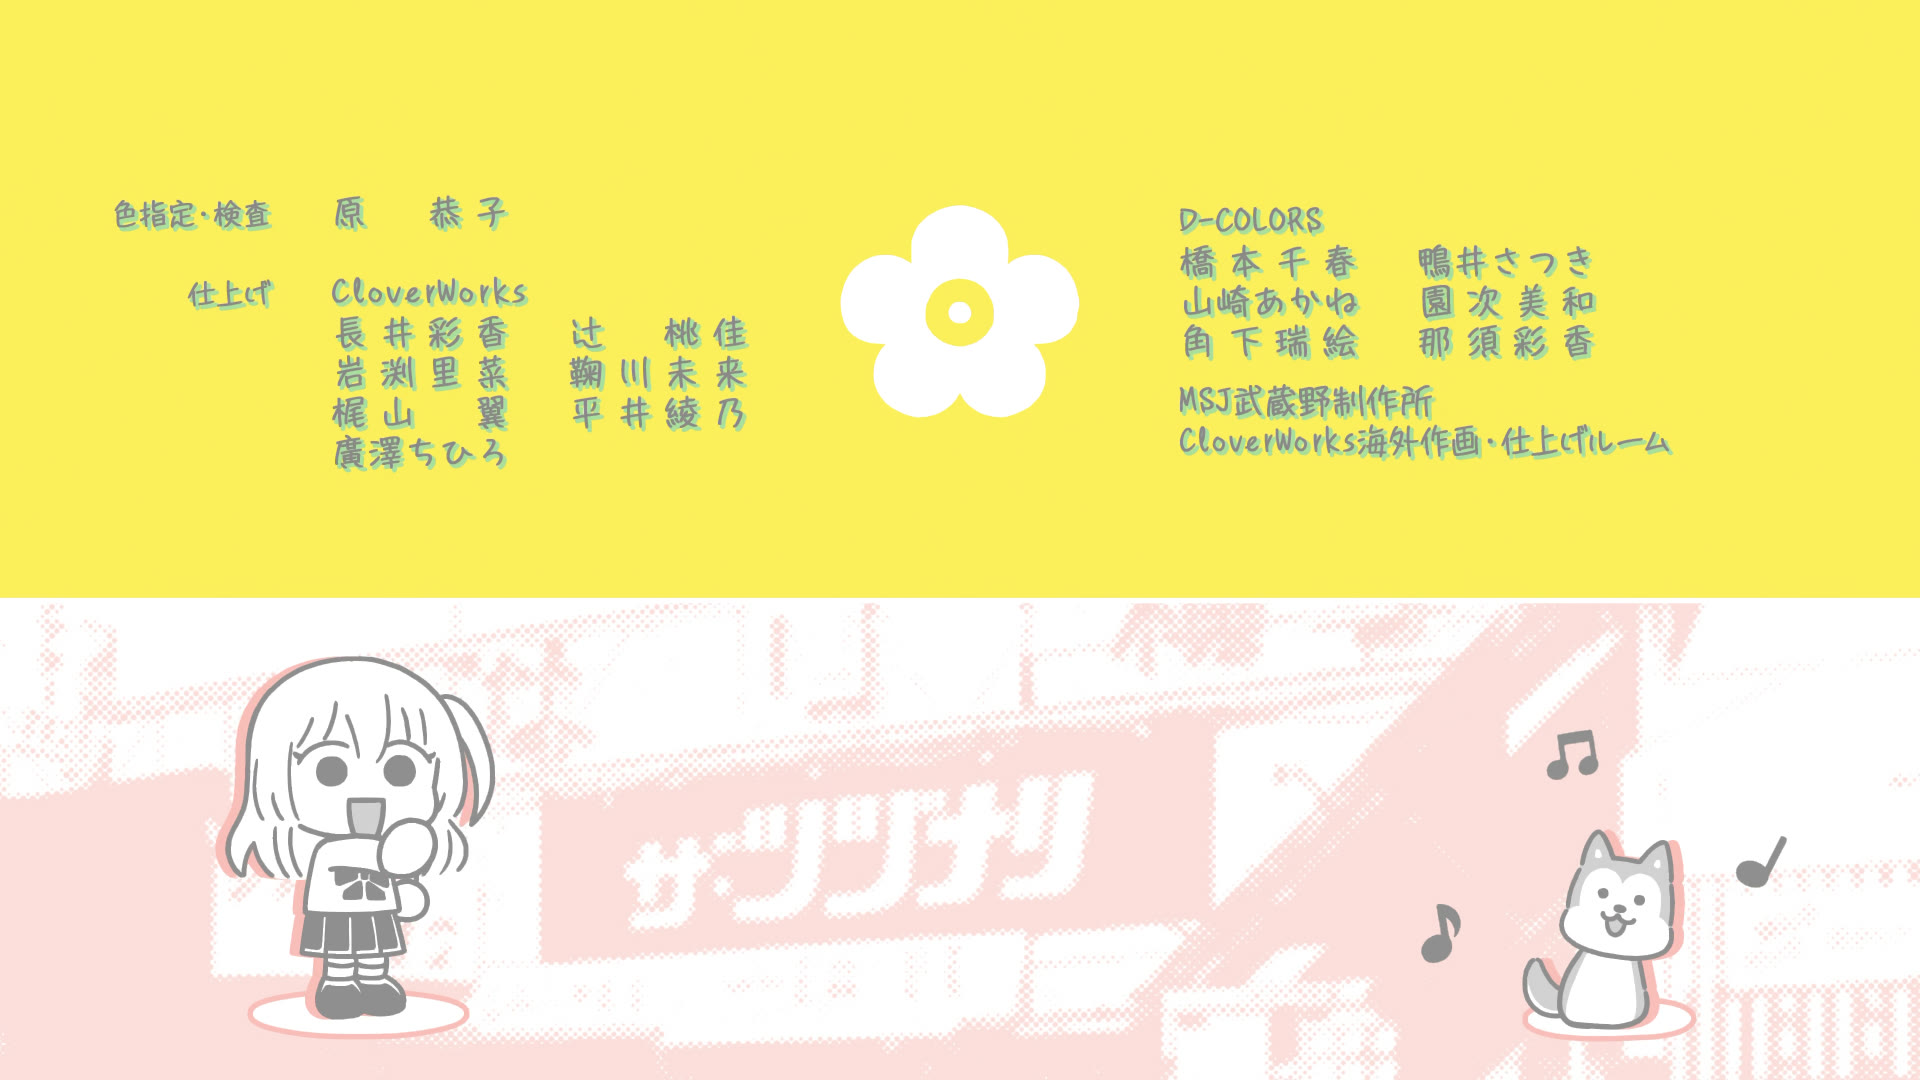 色指定・検査 原 恭子
仕上げ CloverWorks
長井彩香 辻 桃佳
岩渕里菜 鞠川未来
梶山 翼 平井綾乃
廣澤ちひろ
D-COLORS
橋本千春 鴨井さつき
山崎あかね 園次美和
角下瑞絵 那須彩香
MSJ武蔵野制作所
CloverWorks海外作画・仕上げルーム
サツツナリ